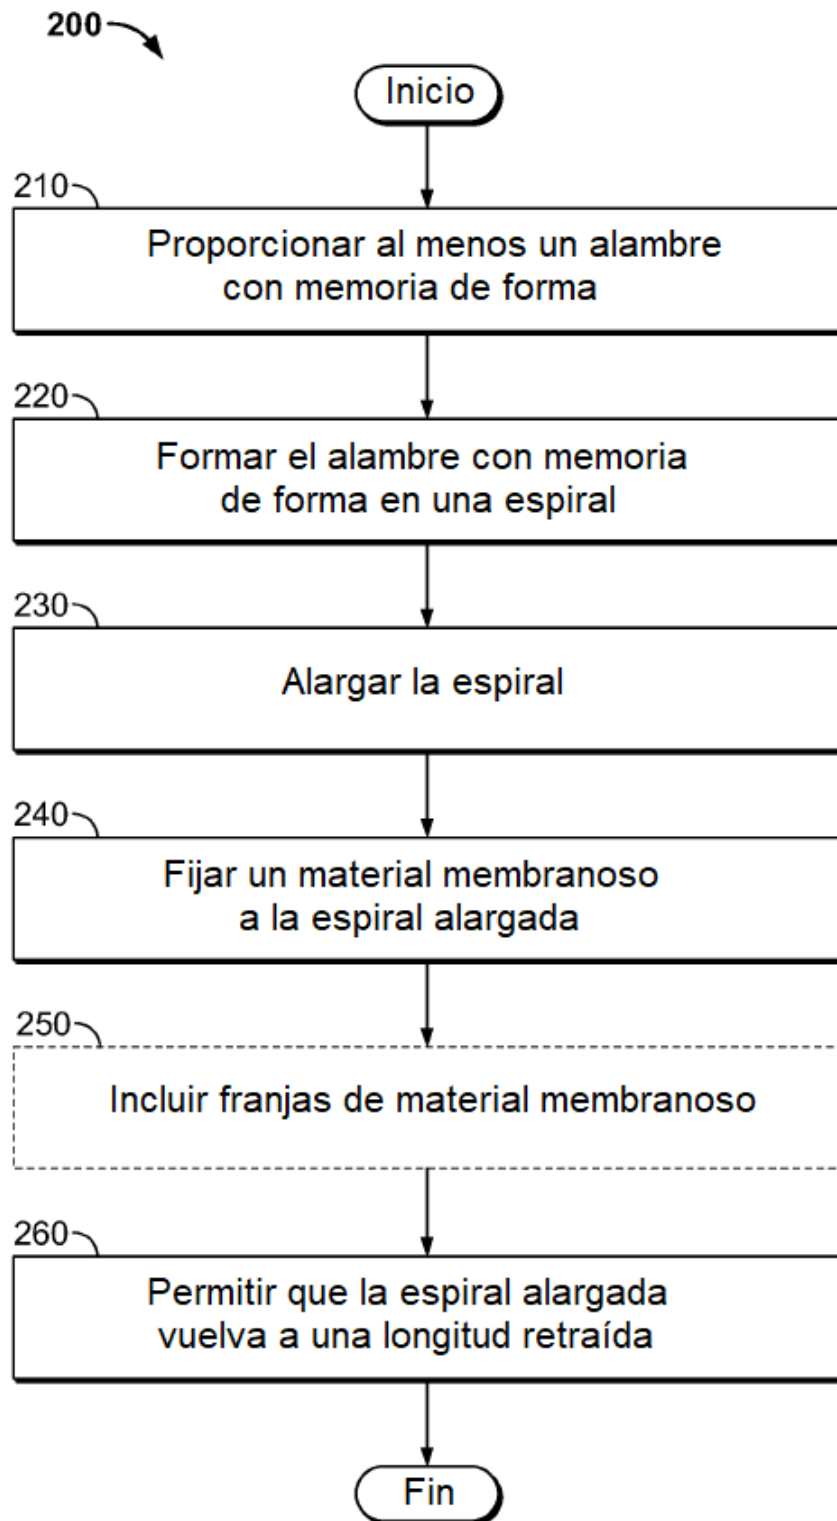 200
Inicio
210
Proporcionar al menos un alambre
con memoria de forma
220
Formar el alambre con memoria
de forma en una espiral
230
Alargar la espiral
240
Fijar un material membranoso
a la espiral alargada
250
Incluir franjas de material membranoso
260
Permitir que la espiral alargada
vuelva a una longitud retraída
Fin